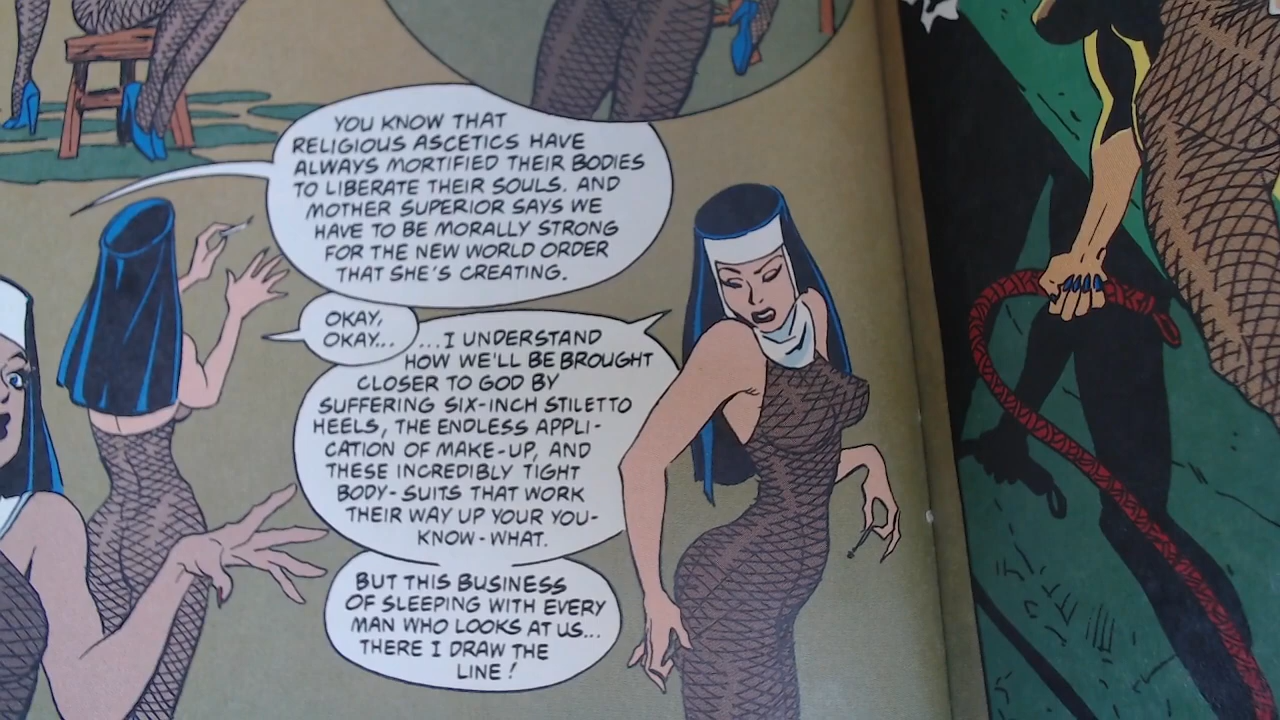 YOU KNOW THAT
RELIGIOUS ASCETICS HAVE
ALWAYS MORTIFIED THEIR BODIES
TO LIBERATE THEIR SOULS. AND
MOTHER SUPERIOR SAYS WE
HAVE TO BE MORALLY STRONG
FOR THE NEW WORLD ORDER
THAT SHE'S CREATING.
OKAY,
OKAY...
...I UNDERSTAND
HOW WE'LL BE BROUGHT
CLOSER TO GOD BY
SUFFERING SIX-INCH STILETTO
HEELS, THE ENDLESS APPLI-
CATION OF MAKE-UP, AND
THESE INCREDIBLY TIGHT
BODY-SUITS THAT WORK
THEIR WAY UP YOUR YOU-
KNOW-WHAT.
BUT THIS BUSINESS
OF SLEEPING WITH EVERY
MAN WHO LOOKS AT US...
THERE I DRAW THE
LINE!